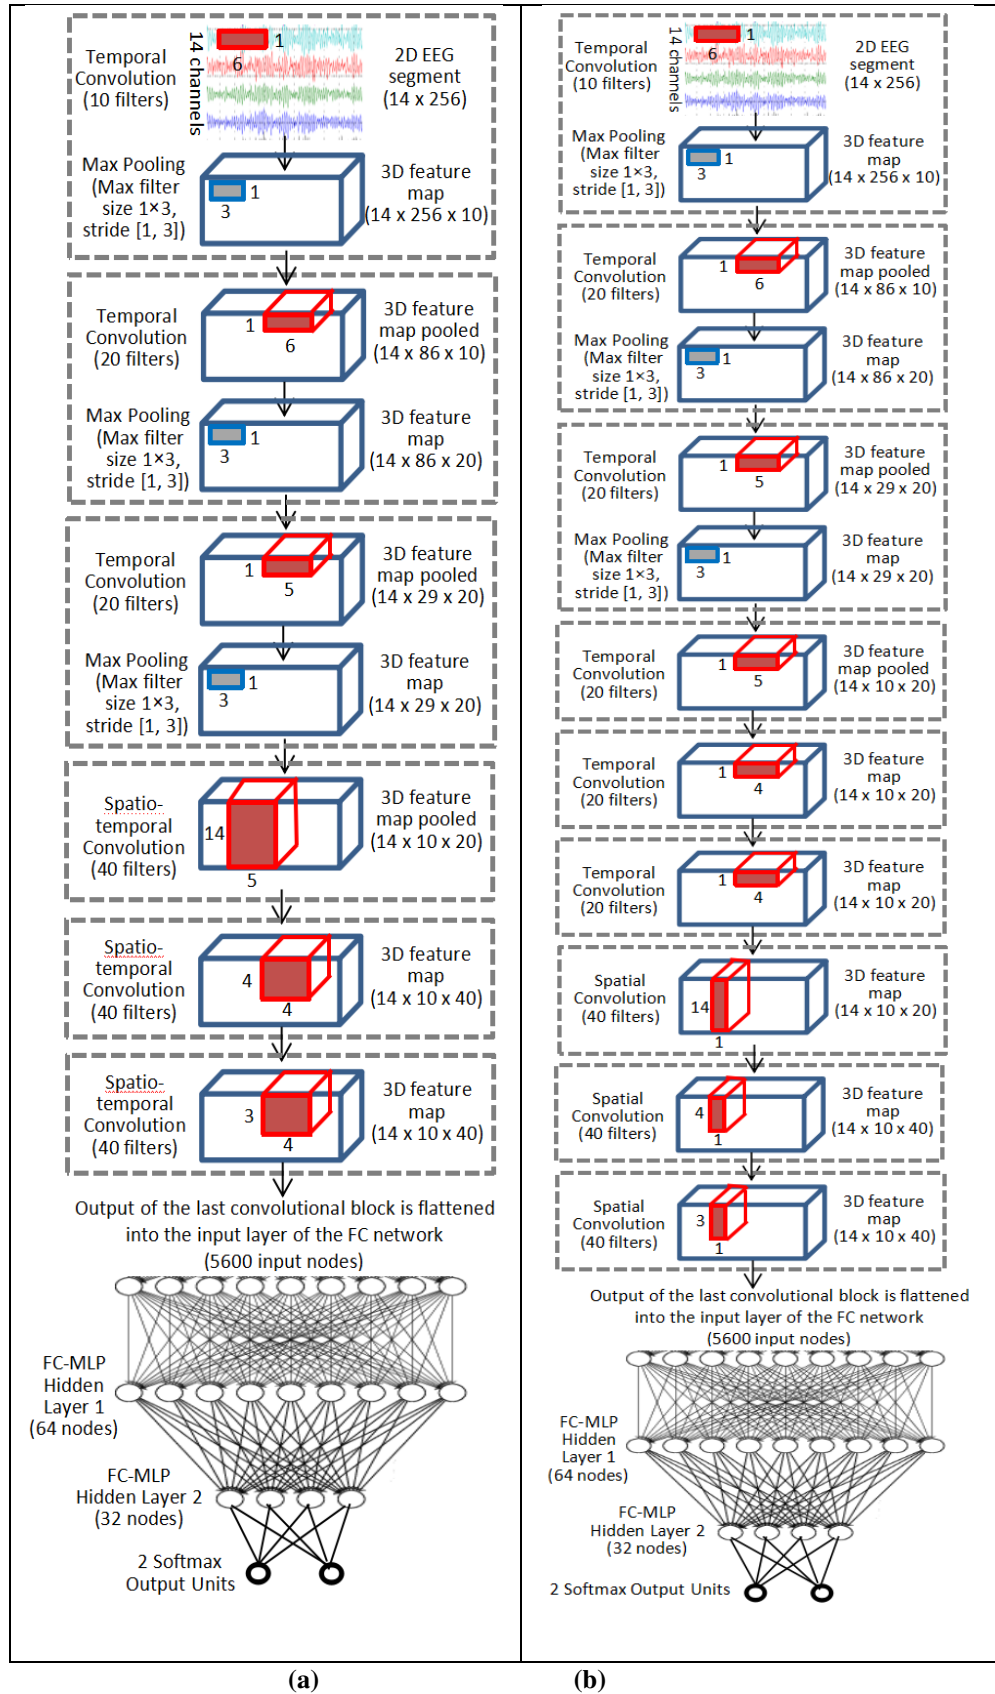 Temporal
Convolution
(10 filters)
14 channels
1
6
2D EEG
segment
(14 x 256)
Max Pooling
(Max filter
size 1×3,
stride [1, 3])
1
3
3D feature
map
(14 x 256 x 10)
Temporal
Convolution
(20 filters)
1
6
3D feature
map pooled
(14 x 86 x 10)
Max Pooling
(Max filter
size 1×3,
stride [1, 3])
1
3
3D feature
map
(14 x 86 x 20)
Temporal
Convolution
(20 filters)
1
5
3D feature
map pooled
(14 x 29 x 20)
Max Pooling
(Max filter
size 1×3,
stride [1, 3])
1
3
3D feature
map
(14 x 29 x 20)
Spatio-
temporal
Convolution
(40 filters)
14
5
3D feature
map pooled
(14 x 10 x 20)
Spatio-
temporal
Convolution
(40 filters)
4
4
3D feature
map
(14 x 10 x 40)
Spatio-
temporal
Convolution
(40 filters)
3
4
3D feature
map
(14 x 10 x 40)
Output of the last convolutional block is flattened
into the input layer of the FC network
(5600 input nodes)
FC-MLP
Hidden
Layer 1
(64 nodes)
FC-MLP
Hidden Layer 2
(32 nodes)
2 Softmax
Output Units
(a)
Temporal
Convolution
(10 filters)
14 channels
1
6
2D EEG
segment
(14 x 256)
Max Pooling
(Max filter
size 1×3,
stride [1, 3])
1
3
3D feature
map
(14 x 256 x 10)
Temporal
Convolution
(20 filters)
1
6
3D feature
map pooled
(14 x 86 x 10)
Max Pooling
(Max filter
size 1×3,
stride [1, 3])
1
3
3D feature
map
(14 x 86 x 20)
Temporal
Convolution
(20 filters)
1
5
3D feature
map pooled
(14 x 29 x 20)
Max Pooling
(Max filter
size 1×3,
stride [1, 3])
1
3
3D feature
map
(14 x 29 x 20)
Temporal
Convolution
(20 filters)
1
5
3D feature
map pooled
(14 x 10 x 20)
Temporal
Convolution
(20 filters)
1
4
3D feature
map
(14 x 10 x 20)
Temporal
Convolution
(20 filters)
1
4
3D feature
map
(14 x 10 x 20)
Spatial
Convolution
(40 filters)
14
1
3D feature
map
(14 x 10 x 20)
Spatial
Convolution
(40 filters)
4
1
3D feature
map
(14 x 10 x 40)
Spatial
Convolution
(40 filters)
3
1
3D feature
map
(14 x 10 x 40)
Output of the last convolutional block is flattened
into the input layer of the FC network
(5600 input nodes)
FC-MLP
Hidden
Layer 1
(64 nodes)
FC-MLP
Hidden Layer 2
(32 nodes)
2 Softmax Output Units
(b)